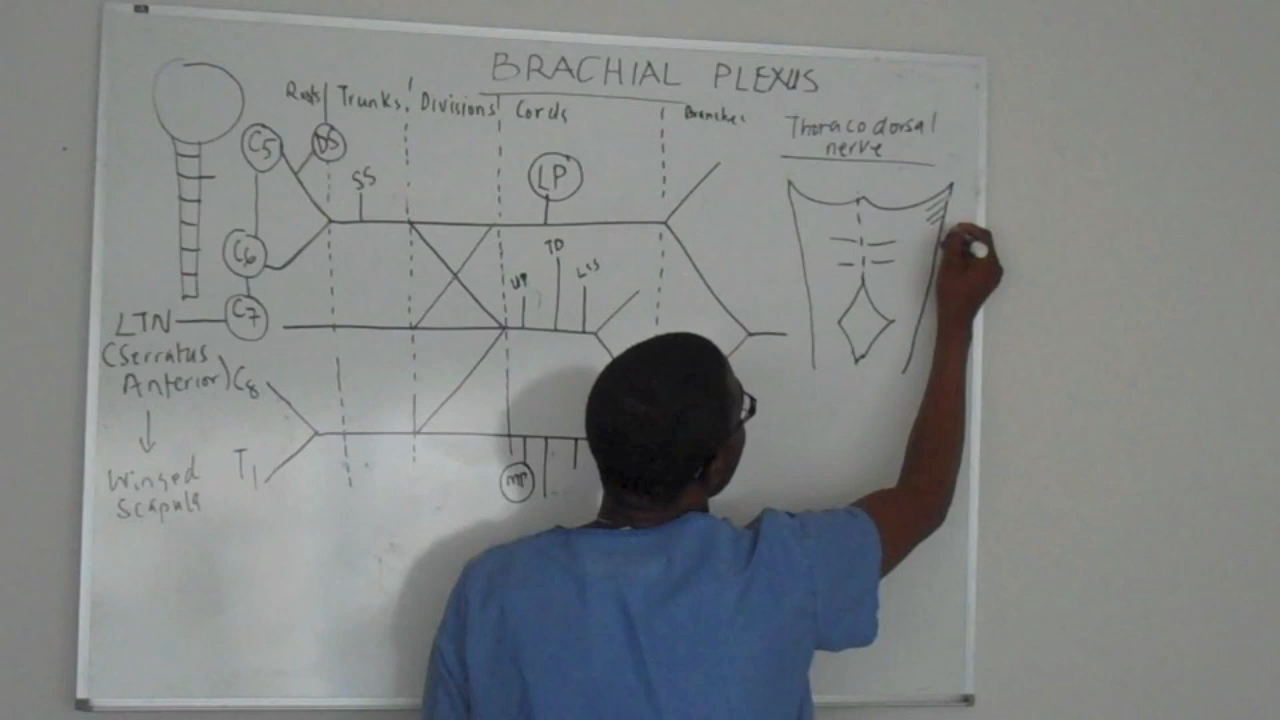 BRACHIAL PLEXUS
Roots Trunks Divisions Cords Branches
Thoracodorsal
nerve
C5 DS
SS
LP
C6
TD
LSS
UP
C7
LTN
(Serratus
Anterior)
C8
T1
Winged
Scapula
MP